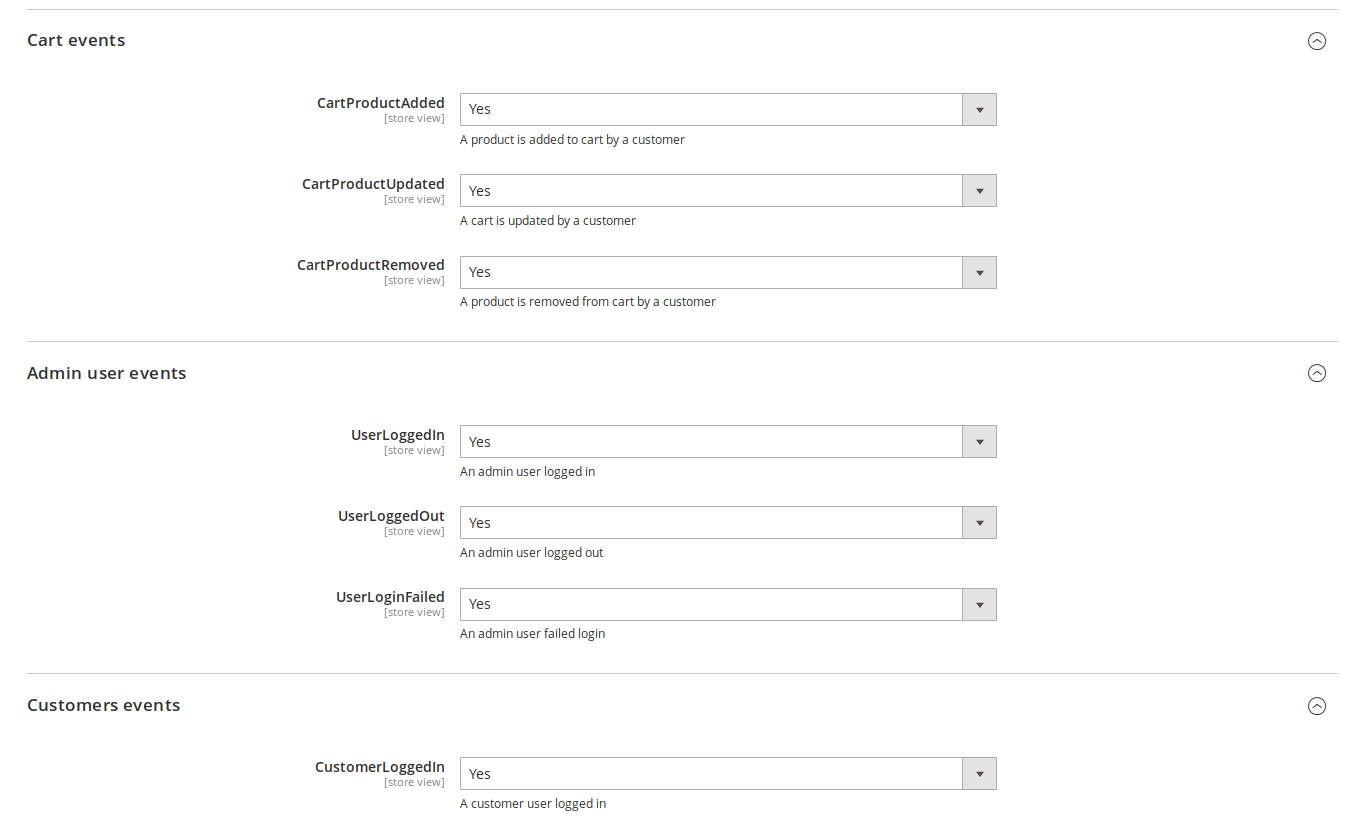 Cart events
CartProductAdded
[store view]
Yes
A product is added to cart by a customer
CartProductUpdated
[store view]
Yes
A cart is updated by a customer
CartProductRemoved
[store view]
Yes
A product is removed from cart by a customer
Admin user events
UserLoggedIn
[store view]
Yes
An admin user logged in
UserLoggedOut
[store view]
Yes
An admin user logged out
UserLoginFailed
[store view]
Yes
An admin user failed login
Customers events
CustomerLoggedIn
[store view]
Yes
A customer user logged in